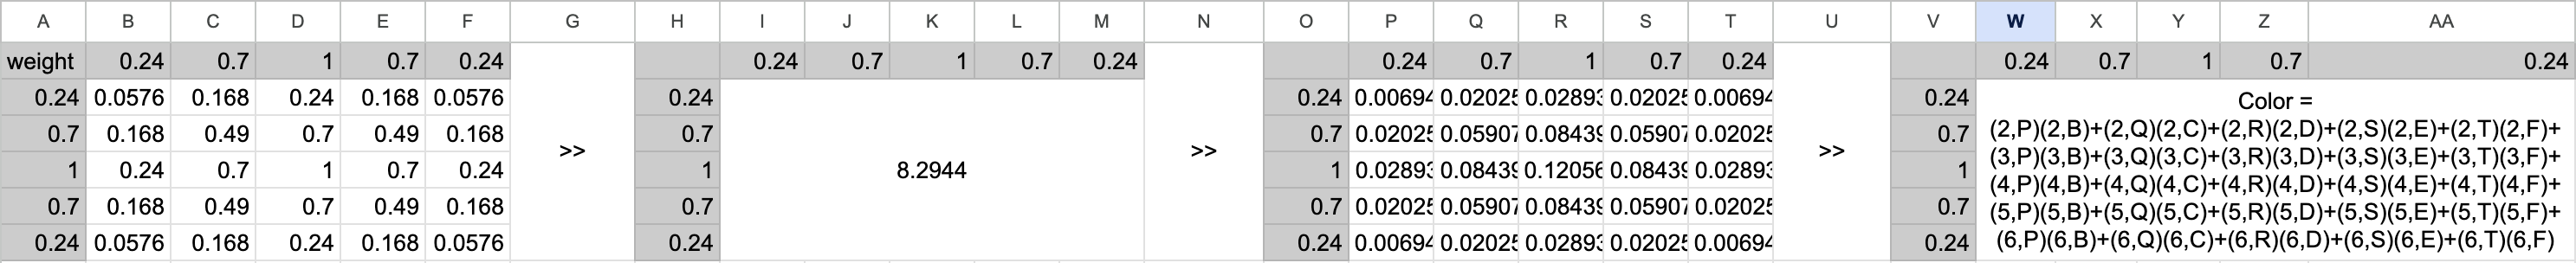 A B C D E F G H I J K L M N O P Q R S T U V W X Y Z AA
weight 0.24 0.7 1 0.7 0.24 0.24 0.7 1 0.7 0.24 0.24 0.7 1 0.7 0.24 0.24 0.7 1 0.7 0.24
0.24 0.0576 0.168 0.24 0.168 0.0576 0.24 0.24 0.00694 0.02025 0.02893 0.02025 0.00694 0.24 Color =
0.7 0.168 0.49 0.7 0.49 0.168 0.7 0.7 0.02025 0.05907 0.08439 0.05907 0.02025 0.7 (2,P)(2,B)+(2,Q)(2,C)+(2,R)(2,D)+(2,S)(2,E)+(2,T)(2,F)+
>> >> >>
(3,P)(3,B)+(3,Q)(3,C)+(3,R)(3,D)+(3,S)(3,E)+(3,T)(3,F)+
1 0.24 0.7 1 0.7 0.24 1 8.2944 1 0.02893 0.08439 0.12056 0.08439 0.02893 1 (4,P)(4,B)+(4,Q)(4,C)+(4,R)(4,D)+(4,S)(4,E)+(4,T)(4,F)+
0.7 0.168 0.49 0.7 0.49 0.168 0.7 0.7 0.02025 0.05907 0.08439 0.05907 0.02025 0.7 (5,P)(5,B)+(5,Q)(5,C)+(5,R)(5,D)+(5,S)(5,E)+(5,T)(5,F)+
0.24 0.0576 0.168 0.24 0.168 0.0576 0.24 0.24 0.00694 0.02025 0.02893 0.02025 0.00694 0.24 (6,P)(6,B)+(6,Q)(6,C)+(6,R)(6,D)+(6,S)(6,E)+(6,T)(6,F)